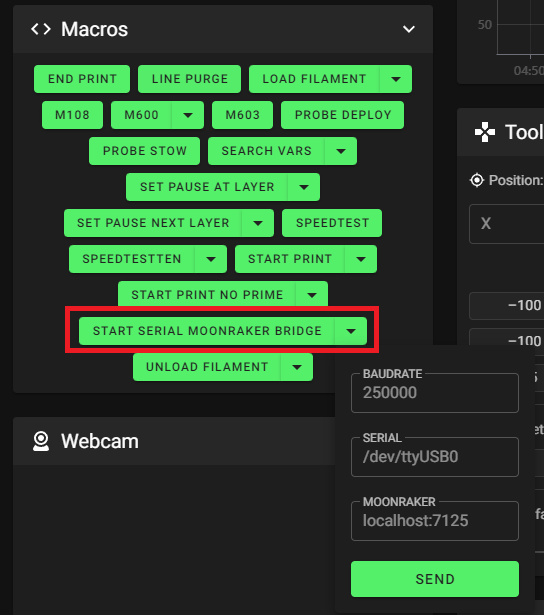 Macros
END PRINT
LINE PURGE
LOAD FILAMENT
M108
M600
M603
PROBE DEPLOY
PROBE STOW
SEARCH VARS
SET PAUSE AT LAYER
SET PAUSE NEXT LAYER
SPEEDTEST
SPEEDTESTTEN
START PRINT
START PRINT NO PRIME
START SERIAL MOONRAKER BRIDGE
UNLOAD FILAMENT
Webcam
BAUDRATE
250000
SERIAL
/dev/ttyUSB0
MOONRAKER
localhost:7125
SEND
50
04:50
Tool
Position:
X
−100
−100